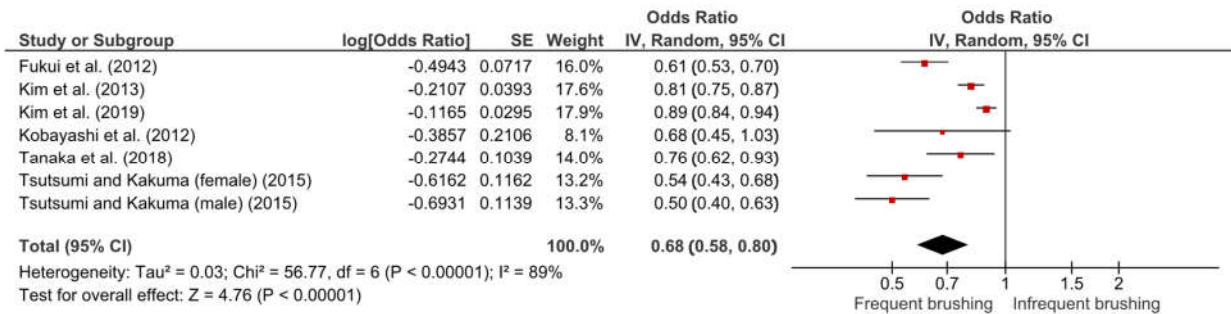 Odds Ratio Odds Ratio
Study or Subgroup log[Odds Ratio] SE Weight IV, Random, 95% CI IV, Random, 95% CI
Fukui et al. (2012) -0.4943 0.0717 16.0% 0.61 (0.53, 0.70)
Kim et al. (2013) -0.2107 0.0393 17.6% 0.81 (0.75, 0.87)
Kim et al. (2019) -0.1165 0.0295 18.0% 0.89 (0.84, 0.94)
Kobayashi et al. (2012) -0.3857 0.2106 8.1% 0.68 (0.45, 1.03)
Tanaka et al. (2018) -0.2744 0.1039 14.0% 0.76 (0.62, 0.93)
Tsutsumi and Kakuma (female) (2015) -0.6162 0.1162 13.2% 0.54 (0.43, 0.68)
Tsutsumi and Kakuma (male) (2015) -0.6931 0.1139 13.3% 0.50 (0.40, 0.63)
Total (95% CI) 100.0% 0.68 (0.58, 0.80)
Heterogeneity: Tau² = 0.03; Chi² = 56.77, df = 6 (P < 0.00001); I² = 89%
Test for overall effect: Z = 4.76 (P < 0.00001)
0.5 0.7 1 1.5 2
Frequent brushing Infrequent brushing